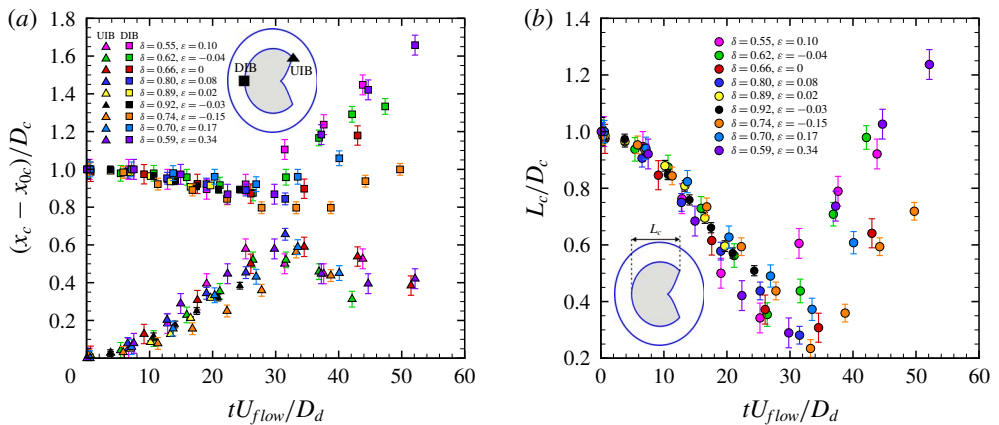 (a)
UIB DIB
δ = 0.55, ε = 0.10
δ = 0.62, ε = −0.04
δ = 0.66, ε = 0
δ = 0.80, ε = 0.08
δ = 0.89, ε = 0.02
δ = 0.92, ε = −0.03
δ = 0.74, ε = −0.15
δ = 0.70, ε = 0.17
δ = 0.59, ε = 0.34
DIB
UIB
(x_c − x_{0c})/D_c
1.8
1.6
1.4
1.2
1.0
0.8
0.6
0.4
0.2
0 10 20 30 40 50 60
tU_{flow}/D_d
(b)
δ = 0.55, ε = 0.10
δ = 0.62, ε = −0.04
δ = 0.66, ε = 0
δ = 0.80, ε = 0.08
δ = 0.89, ε = 0.02
δ = 0.92, ε = −0.03
δ = 0.74, ε = −0.15
δ = 0.70, ε = 0.17
δ = 0.59, ε = 0.34
L_c
L_c/D_c
1.4
1.2
1.0
0.8
0.6
0.4
0.2
0 10 20 30 40 50 60
tU_{flow}/D_d